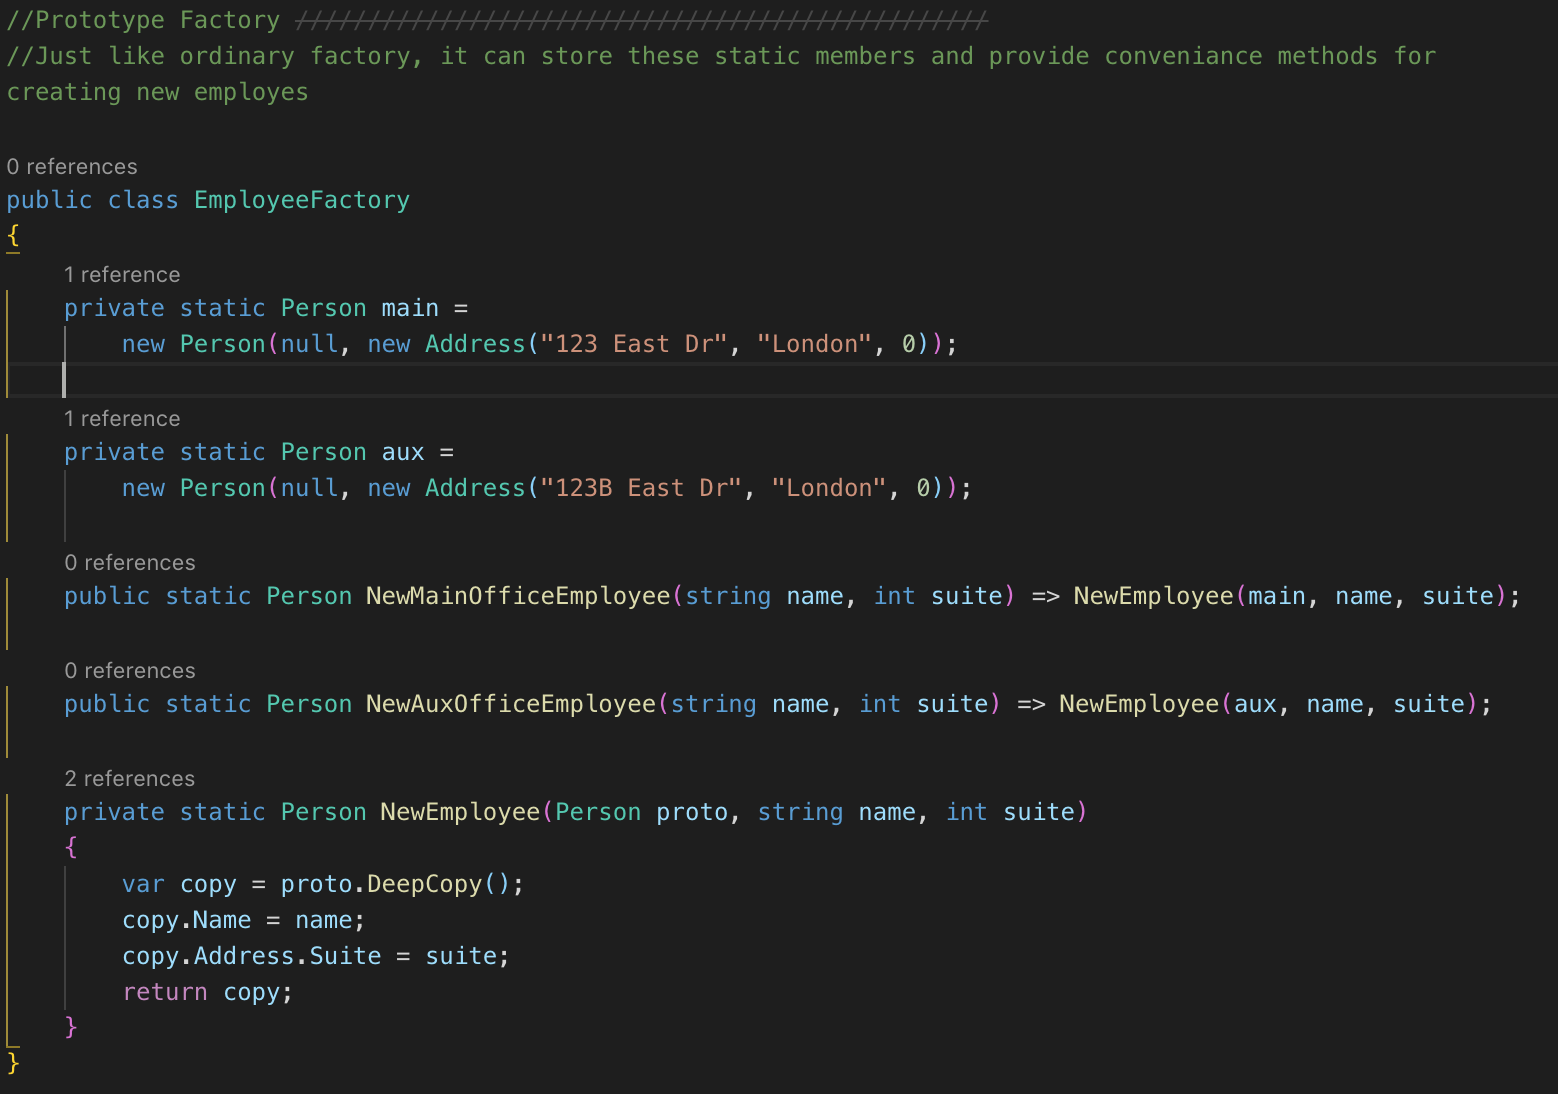 //Prototype Factory ////////////////////////////////////////////////
//Just like ordinary factory, it can store these static members and provide conveniance methods for
creating new employes
0 references
public class EmployeeFactory
{
1 reference
private static Person main =
new Person(null, new Address("123 East Dr", "London", 0));
1 reference
private static Person aux =
new Person(null, new Address("123B East Dr", "London", 0));
0 references
public static Person NewMainOfficeEmployee(string name, int suite) => NewEmployee(main, name, suite);
0 references
public static Person NewAuxOfficeEmployee(string name, int suite) => NewEmployee(aux, name, suite);
2 references
private static Person NewEmployee(Person proto, string name, int suite)
{
var copy = proto.DeepCopy();
copy.Name = name;
copy.Address.Suite = suite;
return copy;
}
}